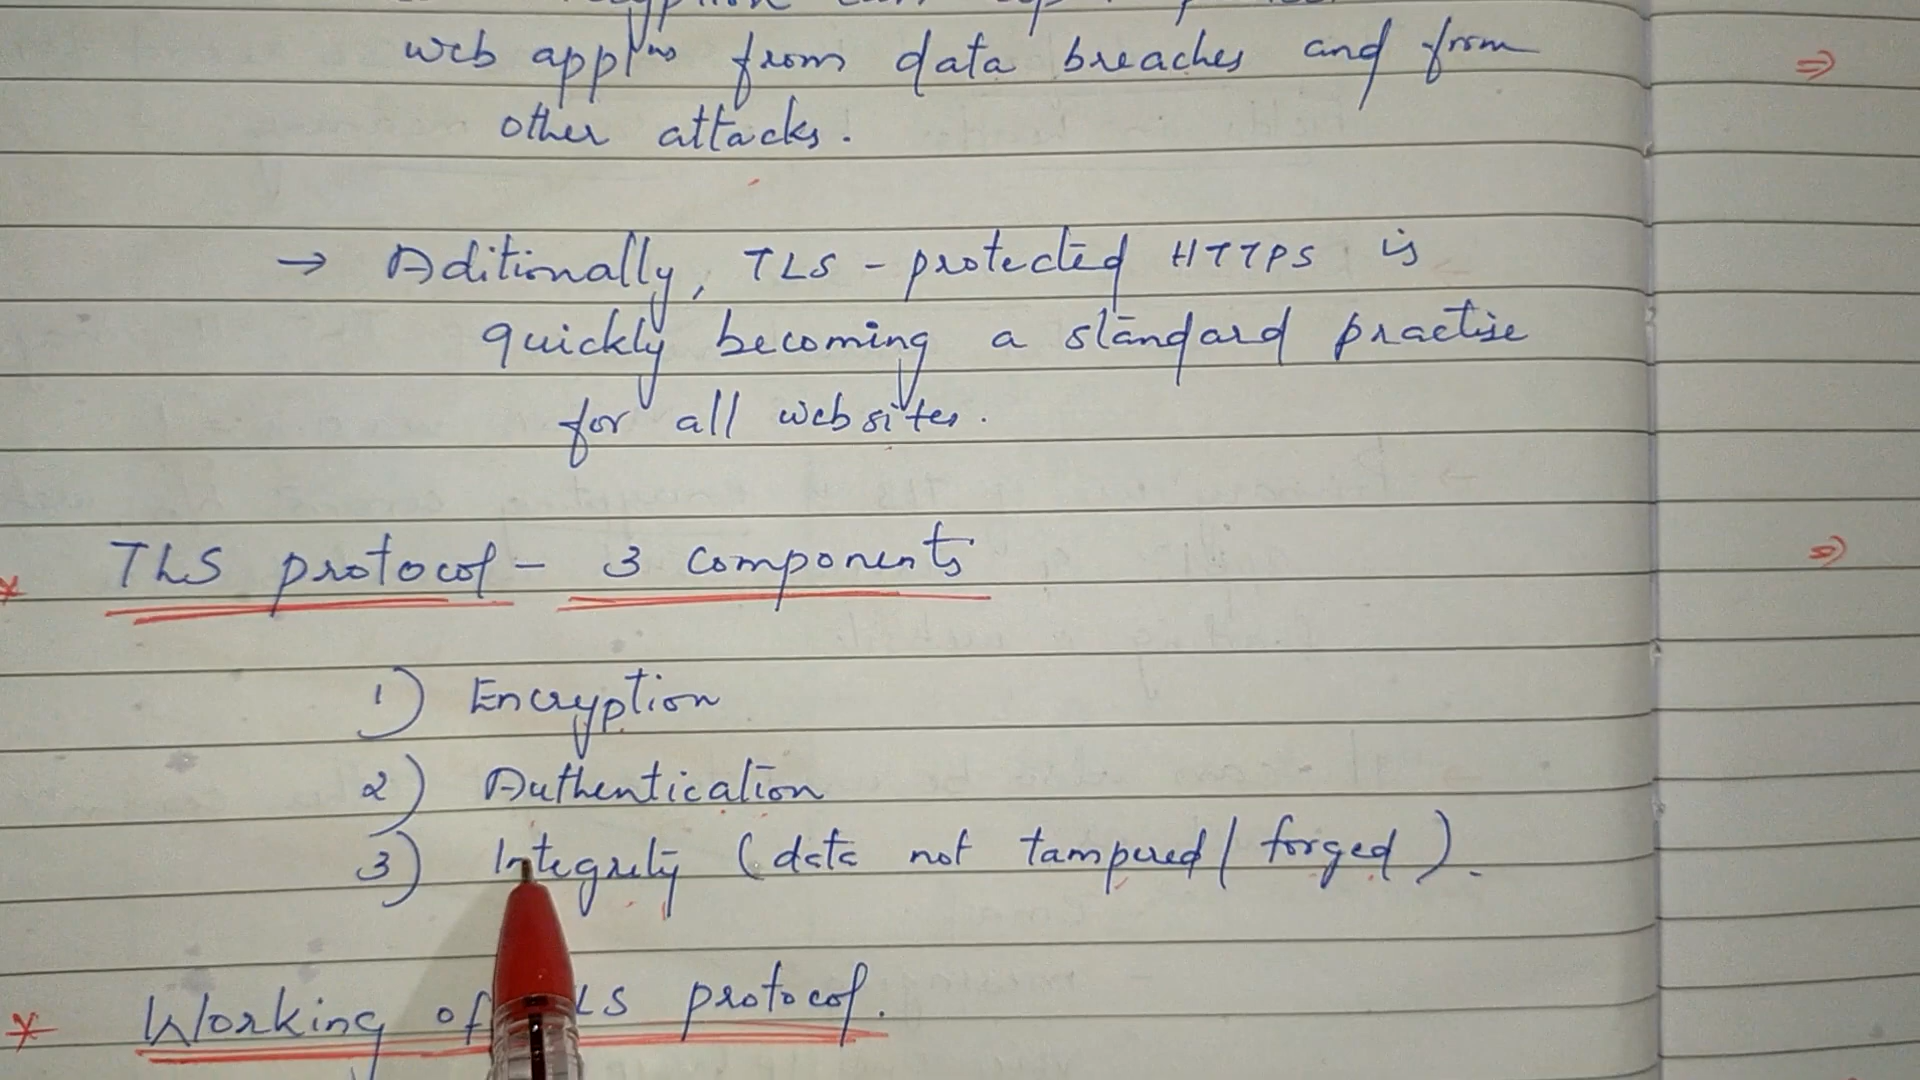 web appl^ns from data breaches and from
other attacks.
→ Aditionally, TLS - protected HTTPS is
quickly becoming a standard practise
for all websites.
* TLS protocol - 3 components
1) Encryption
2) Authentication
3) Integrity (data not tampered / forged).
* Working of LS protocol.